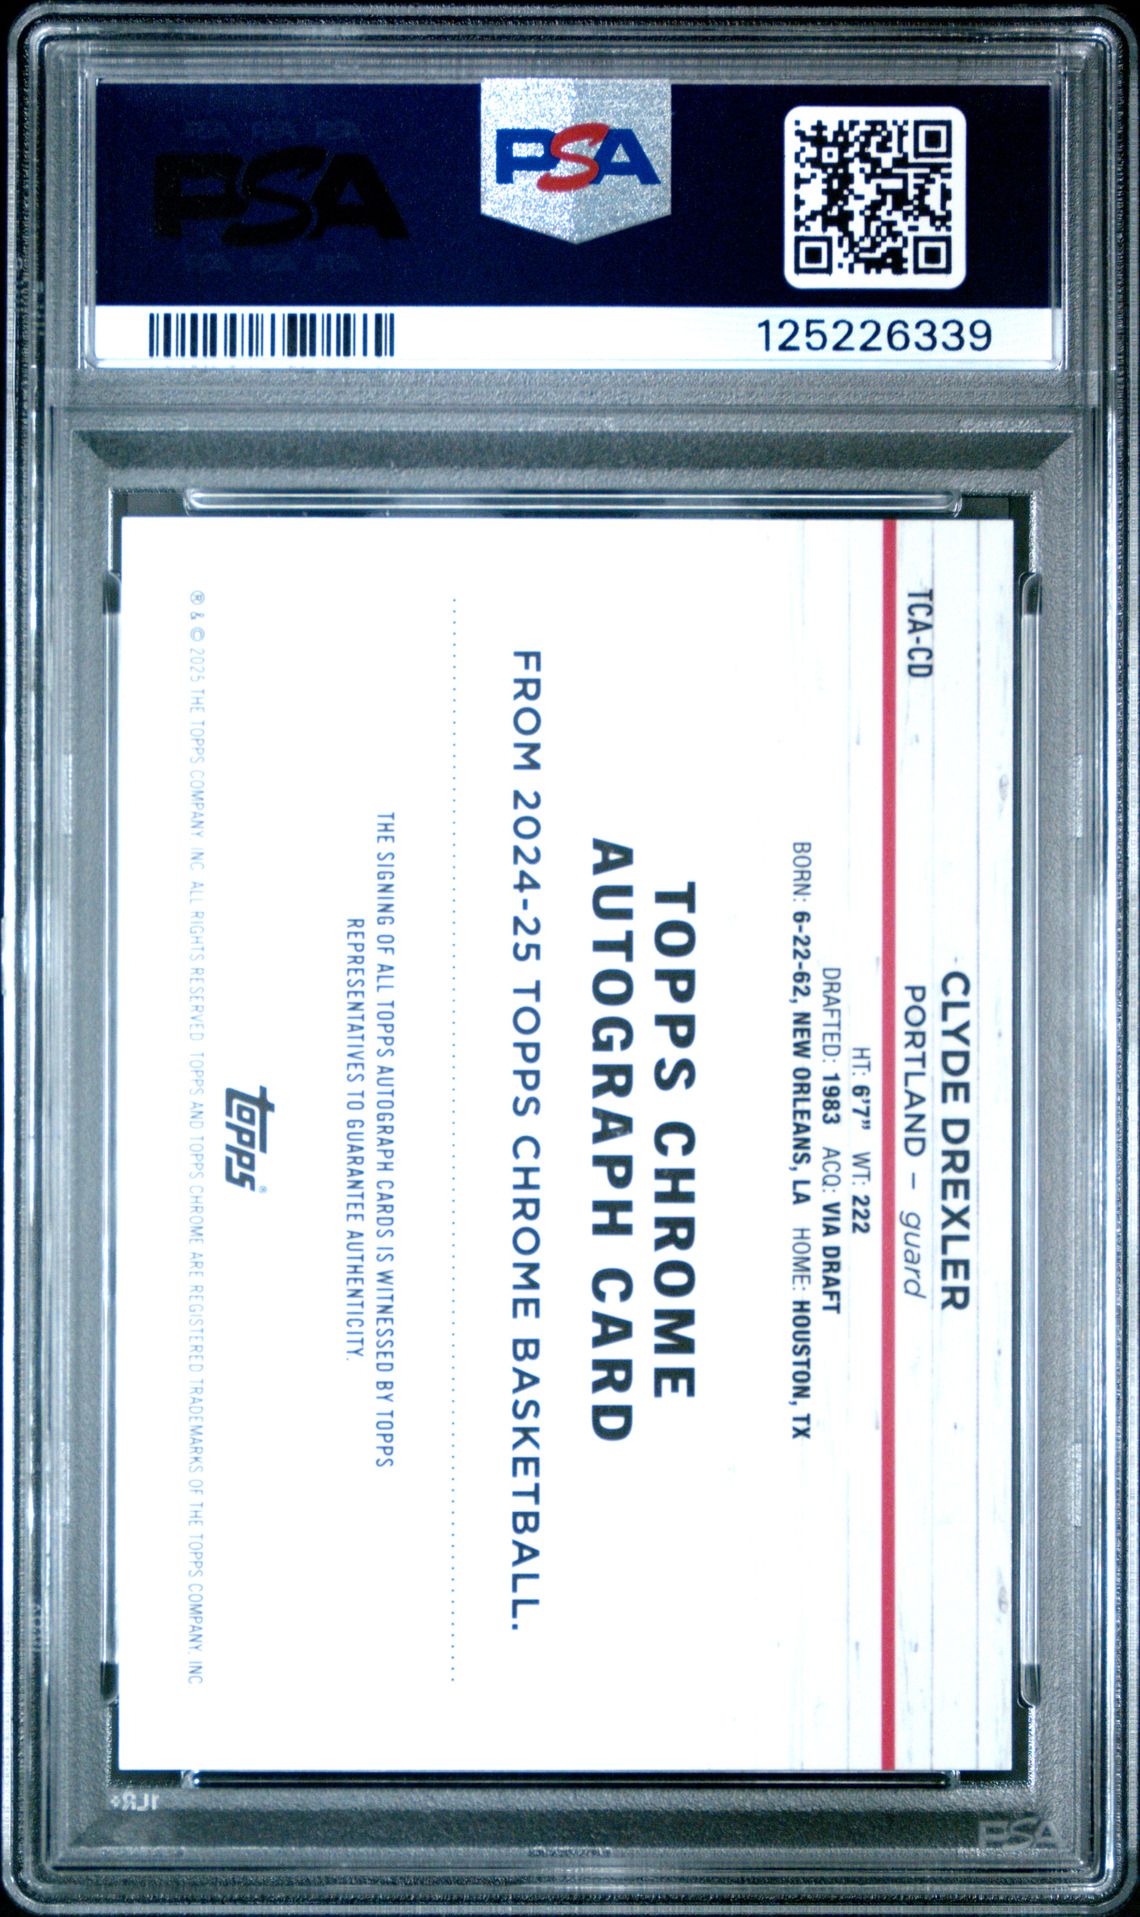 PSA
PSA
125226339
TCA-CD
CLYDE DREXLER
PORTLAND – guard
HT: 6'7" WT: 222
DRAFTED: 1983 ACQ: VIA DRAFT
BORN: 6-22-62, NEW ORLEANS, LA HOME: HOUSTON, TX
TOPPS CHROME
AUTOGRAPH CARD
FROM 2024-25 TOPPS CHROME BASKETBALL.
THE SIGNING OF ALL TOPPS AUTOGRAPH CARDS IS WITNESSED BY TOPPS
REPRESENTATIVES TO GUARANTEE AUTHENTICITY.
topps®
® & © 2025 THE TOPPS COMPANY, INC. ALL RIGHTS RESERVED. TOPPS AND TOPPS CHROME ARE REGISTERED TRADEMARKS OF THE TOPPS COMPANY, INC
PSA